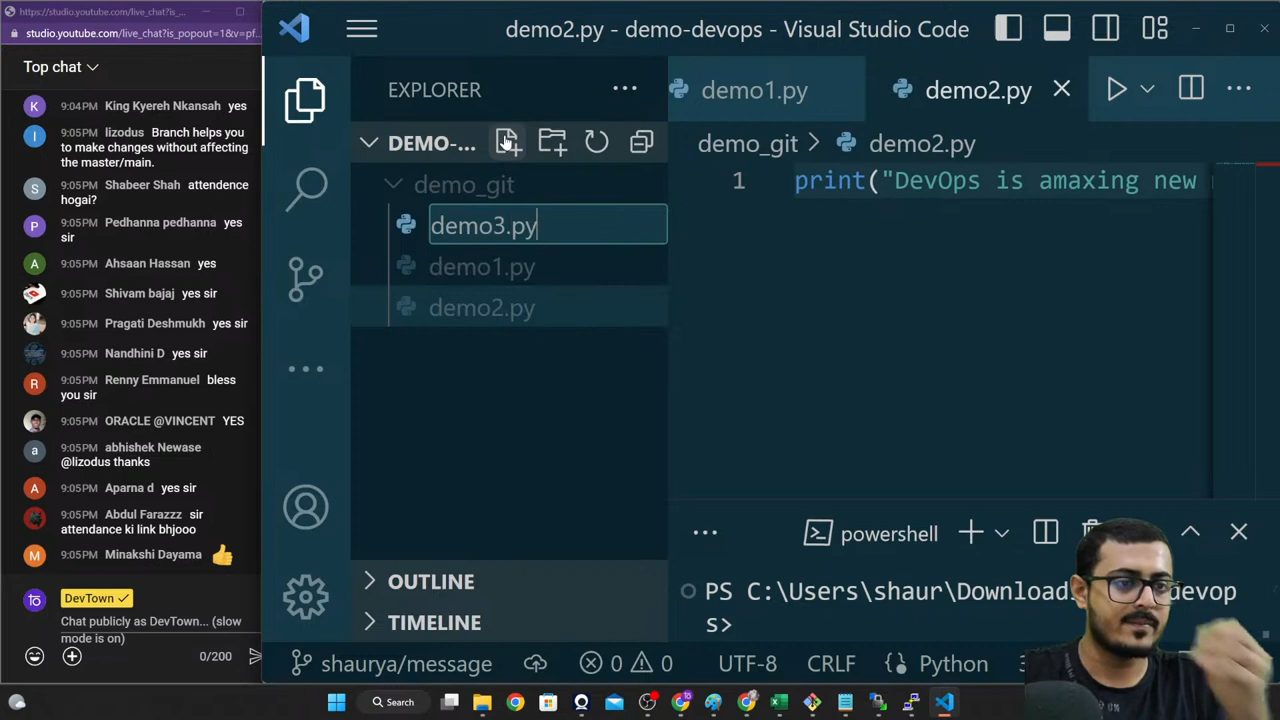 https://studio.youtube.com/live_chat?is_...
studio.youtube.com/live_chat?is_popout=1&v=pf...
Top chat
9:04PM King Kyereh Nkansah yes
9:05PM lizodus Branch helps you
to make changes without affecting
the master/main.
9:05PM Shabeer Shah attendence
hogai?
9:05PM Pedhanna pedhanna yes
sir
9:05PM Ahsaan Hassan yes
9:05PM Shivam bajaj yes sir
9:05PM Pragati Deshmukh yes sir
9:05PM Nandhini D yes sir
9:05PM Renny Emmanuel bless
you sir
9:05PM ORACLE @VINCENT YES
9:05PM abhishek Newase
@lizodus thanks
9:05PM Aparna d yes sir
9:05PM Abdul Farazzz sir
attendance ki link bhjooo
9:05PM Minakshi Dayama 👍
DevTown
Chat publicly as DevTown... (slow
mode is on)
0/200
demo2.py - demo-devops - Visual Studio Code
EXPLORER
DEMO-...
demo_git
demo3.py
demo1.py
demo2.py
OUTLINE
TIMELINE
demo1.py
demo2.py
demo_git > demo2.py
1 print("DevOps is amaxing new
powershell
PS C:\Users\shaur\Download devop
s>
shaurya/message
0 0
UTF-8
CRLF
Python
Search